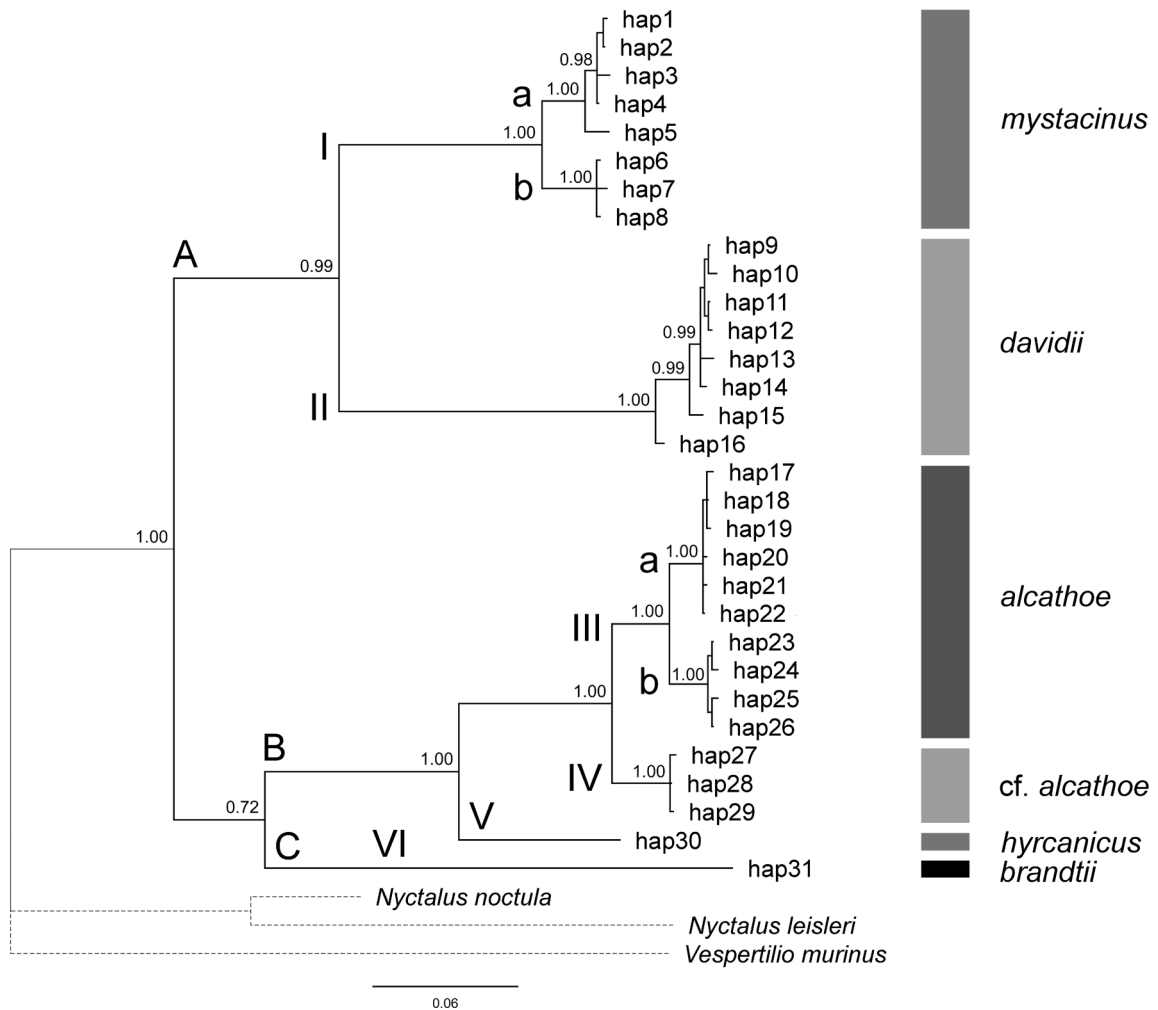 hap1
hap2
0.98
hap3
a
1.00
hap4
mystacinus
1.00
hap5
I
hap6
b
1.00
hap7
hap8
A
hap9
0.99
hap10
hap11
hap12
0.99
davidii
hap13
0.99
hap14
II
1.00
hap15
hap16
hap17
hap18
hap19
1.00
a
1.00
hap20
hap21
alcathoe
III
1.00
hap22
hap23
b
1.00
hap24
1.00
hap25
hap26
B
1.00
hap27
IV
1.00
hap28
cf. alcathoe
0.72
V
hap29
C
VI
hap30
hyrcanicus
hap31
brandtii
Nyctalus noctula
Nyctalus leisleri
Vespertilio murinus
0.06